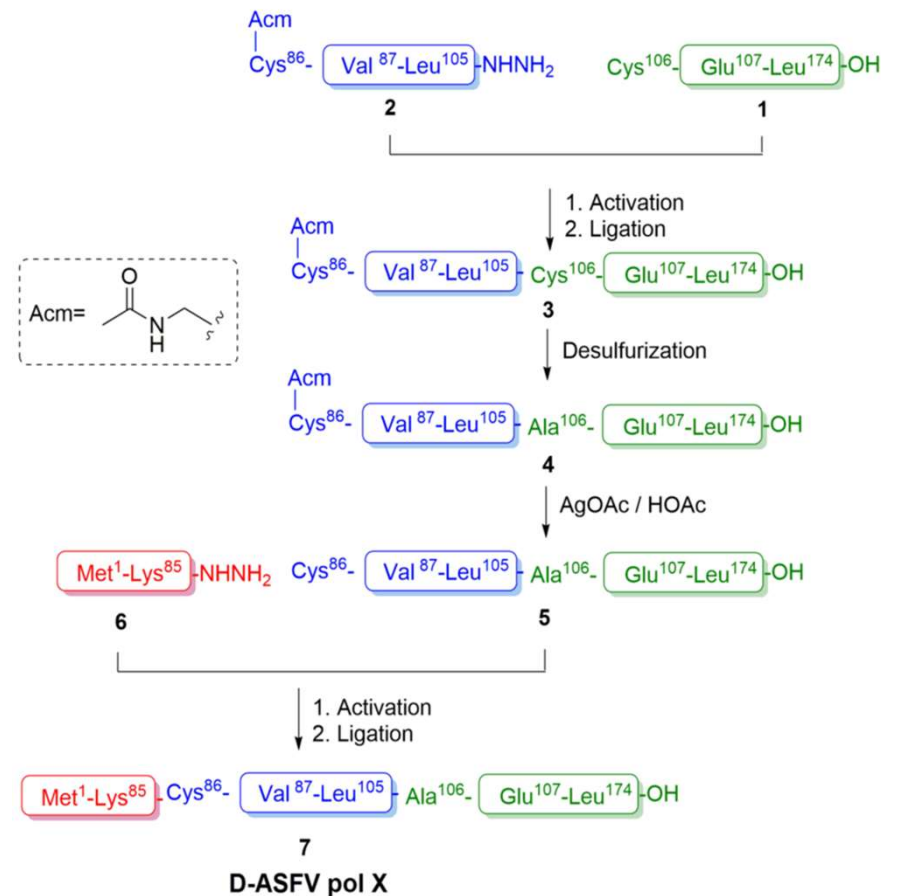 Acm
Cys86- Val 87-Leu105-NHNH2 Cys106- Glu107-Leu174-OH
2 1
1. Activation
2. Ligation
Acm
Cys86- Val 87-Leu105- Cys106- Glu107-Leu174-OH
3
Acm= O N H
Desulfurization
Acm
Cys86- Val 87-Leu105- Ala106- Glu107-Leu174-OH
4
AgOAc / HOAc
Met1-Lys85-NHNH2 Cys86- Val 87-Leu105- Ala106- Glu107-Leu174-OH
6 5
1. Activation
2. Ligation
Met1-Lys85-Cys86- Val 87-Leu105- Ala106- Glu107-Leu174-OH
7
D-ASFV pol X